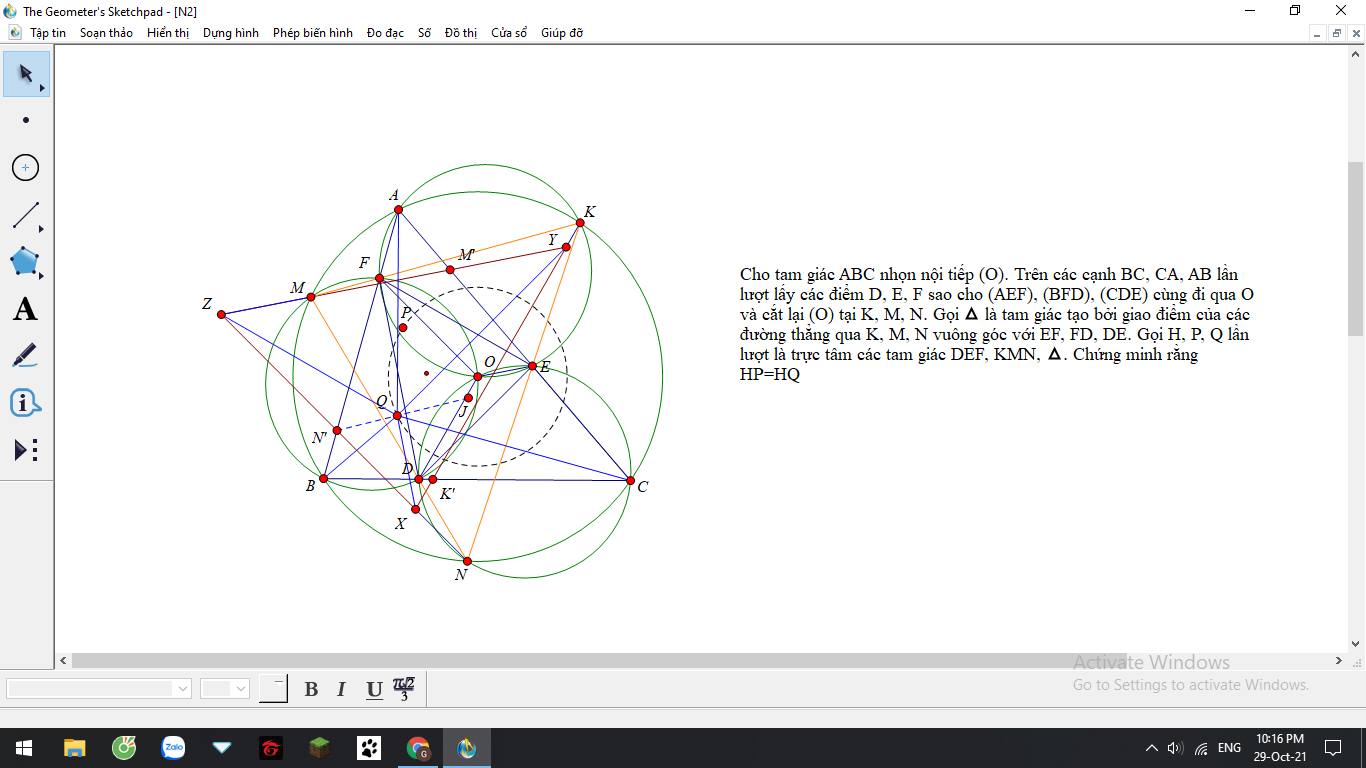 The Geometer's Sketchpad - [N2]
Tập tin Soạn thảo Hiển thị Dựng hình Phép biến hình Đo đạc Số Đồ thị Cửa sổ Giúp đỡ
A
K
Y
M'
F
M
Z
P
O
E
Q
J
N'
D
B
K'
C
X
N
Cho tam giác ABC nhọn nội tiếp (O). Trên các cạnh BC, CA, AB lần
lượt lấy các điểm D, E, F sao cho (AEF), (BFD), (CDE) cùng đi qua O
và cắt lại (O) tại K, M, N. Gọi Δ là tam giác tạo bởi giao điểm của các
đường thẳng qua K, M, N vuông góc với EF, FD, DE. Gọi H, P, Q lần
lượt là trực tâm các tam giác DEF, KMN, Δ. Chứng minh rằng
HP=HQ
A
Activate Windows
Go to Settings to activate Windows.
B I U π√2/3
Zalo
G
ENG
10:16 PM
29-Oct-21